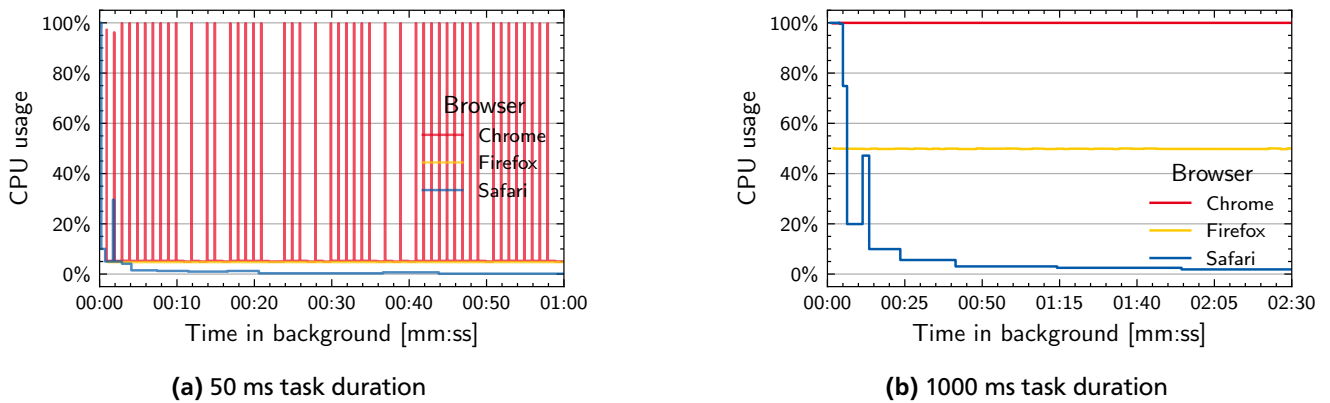 100%
80%
60%
40%
20%
0%
CPU usage
Browser
Chrome
Firefox
Safari
00:00 00:10 00:20 00:30 00:40 00:50 01:00
Time in background [mm:ss]
(a) 50 ms task duration
100%
80%
60%
40%
20%
0%
CPU usage
Browser
Chrome
Firefox
Safari
00:00 00:25 00:50 01:15 01:40 02:05 02:30
Time in background [mm:ss]
(b) 1000 ms task duration